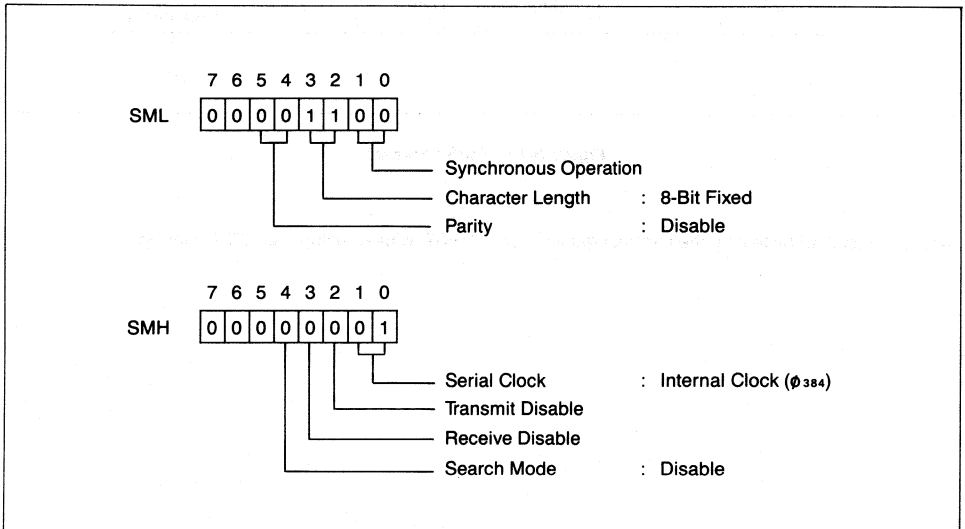 7 6 5 4 3 2 1 0
SML 0 0 0 0 1 1 0 0
Synchronous Operation
Character Length : 8-Bit Fixed
Parity : Disable
7 6 5 4 3 2 1 0
SMH 0 0 0 0 0 0 0 1
Serial Clock : Internal Clock (ϕ384)
Transmit Disable
Receive Disable
Search Mode : Disable